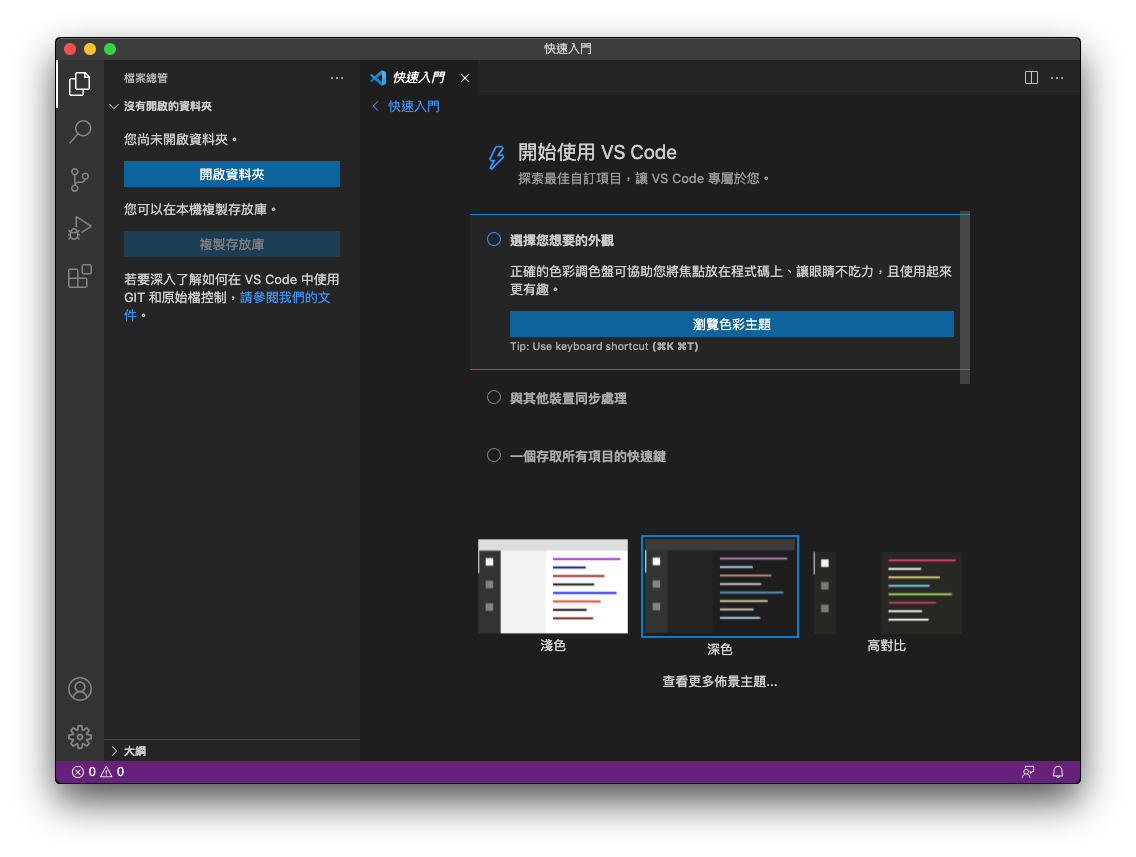 快速入門
檔案總管
沒有開啟的資料夾
您尚未開啟資料夾。
開啟資料夾
您可以在本機複製存放庫。
複製存放庫
若要深入了解如何在 VS Code 中使用
GIT 和原始檔控制，請參閱我們的文
件。
大綱
快速入門
快速入門
開始使用 VS Code
探索最佳自訂項目，讓 VS Code 專屬於您。
選擇您想要的外觀
正確的色彩調色盤可協助您將焦點放在程式碼上、讓眼睛不吃力，且使用起來
更有趣。
瀏覽色彩主題
Tip: Use keyboard shortcut (⌘K ⌘T)
與其他裝置同步處理
一個存取所有項目的快速鍵
淺色
深色
高對比
查看更多佈景主題...
0 0